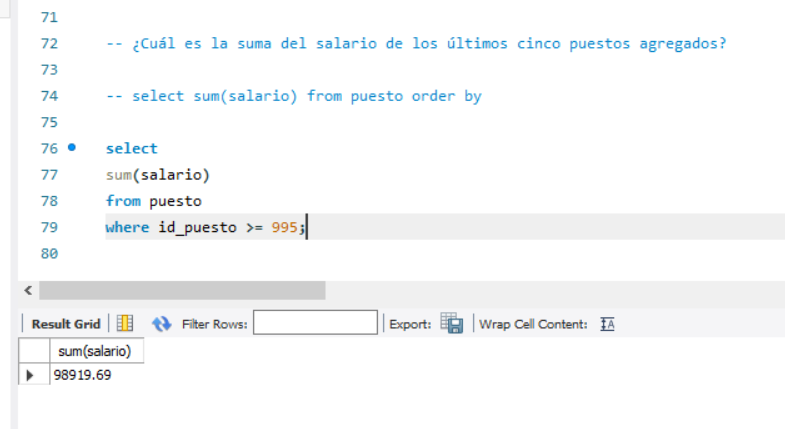 71
72 -- ¿Cuál es la suma del salario de los últimos cinco puestos agregados?
73
74 -- select sum(salario) from puesto order by
75
76 select
77 sum(salario)
78 from puesto
79 where id_puesto >= 995;
80
Result Grid Filter Rows: Export: Wrap Cell Content: IA
sum(salario)
98919.69